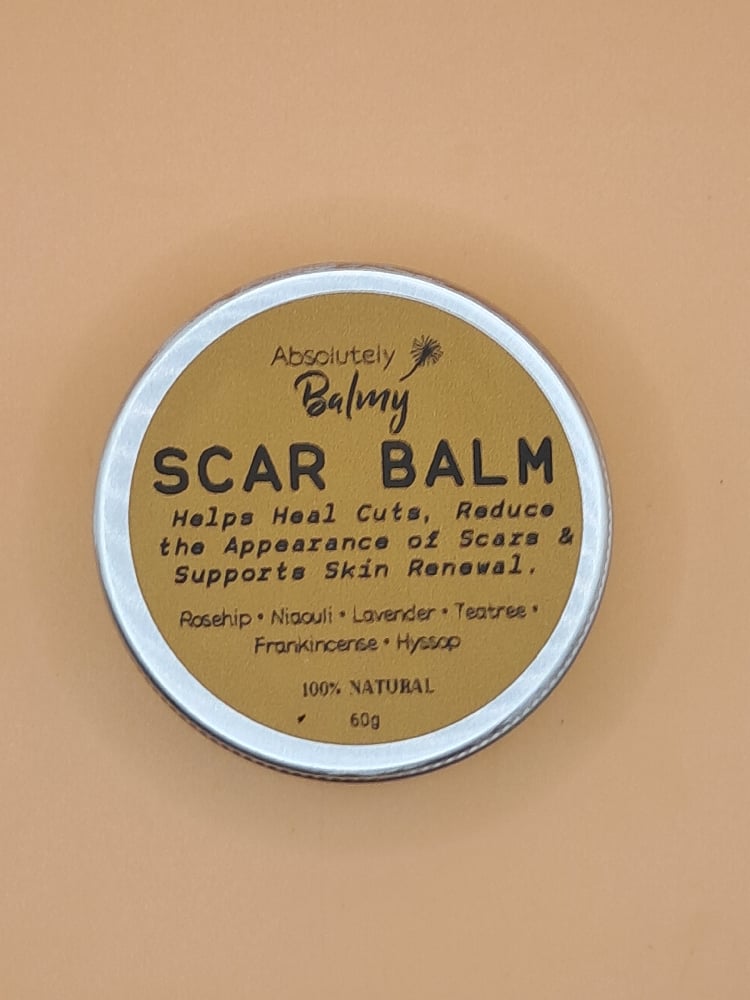 Absolutely
Balmy
SCAR BALM
Helps Heal Cuts, Reduce
the Appearance of Scars &
Supports Skin Renewal.
Rosehip • Niaouli • Lavender • Teatree •
Frankincense • Hyssop
100% NATURAL
60g